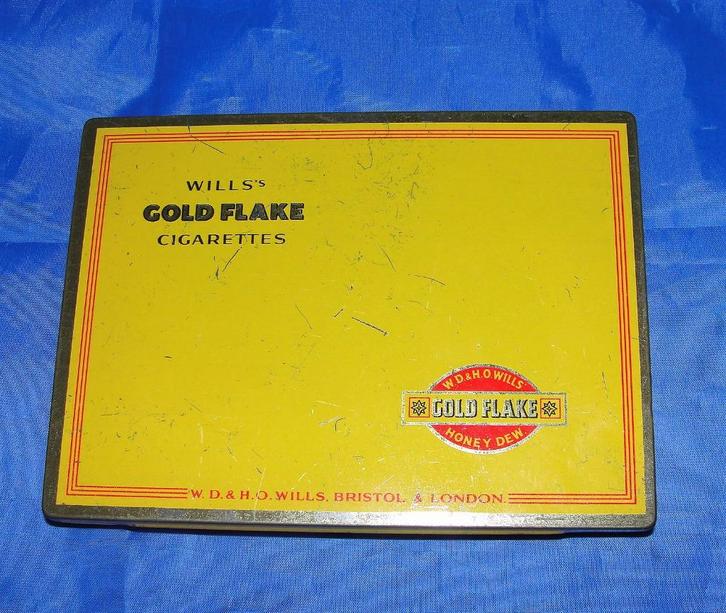 WILLS's
GOLD FLAKE
CIGARETTES
W.D.& H.O WILLS
GOLD FLAKE
HONEY DEW
W. D. & H. O. WILLS. BRISTOL & LONDON.